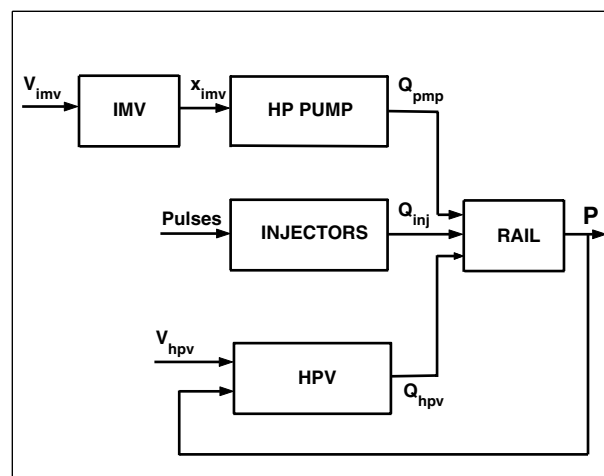 V_imv
IMV
x_imv
HP PUMP
Q_pmp
Pulses
INJECTORS
Q_inj
RAIL
P
V_hpv
HPV
Q_hpv